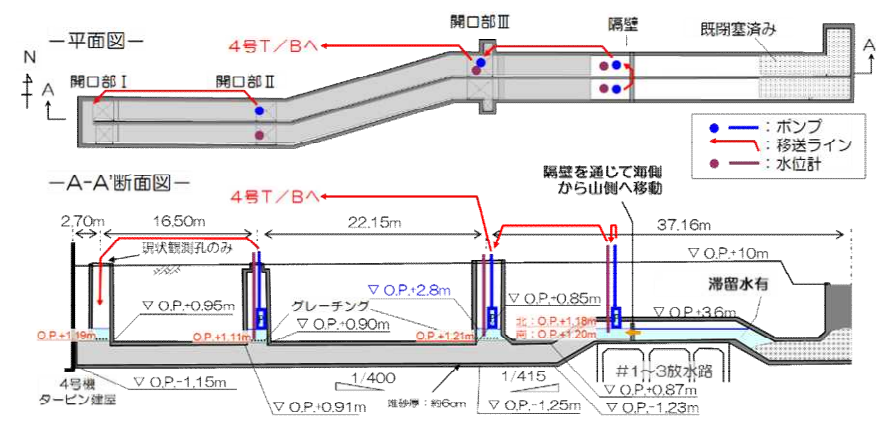 ー平面図ー
開口部Ⅲ
隔壁
既閉塞済み
4号T/Bへ
N
A
A
開口部Ⅰ
開口部Ⅱ
：ポンプ
：移送ライン
：水位計
ーA-A'断面図ー
4号T/Bへ
隔壁を通じて海側
から山側へ移動
2.70m
16.50m
22.15m
37.16m
現状観測孔のみ
▽ O.P.+10m
▽ O.P.+2.8m
▽ O.P.+0.85m
滞留水有
▽ O.P.+0.95m
グレーチング
▽ O.P.+3.6m
O.P.+1.19m
O.P.+1.11m
▽ O.P.+0.90m
O.P.+1.21m
北：O.P.+1.18m
南：O.P.+1.20m
4号機
タービン建屋
▽ O.P.-1.15m
1/400
1/415
#1～3放水路
▽ O.P.+0.87m
▽ O.P.+0.91m
堆砂厚：約6cm
▽ O.P.-1.25m
▽ O.P.-1.23m